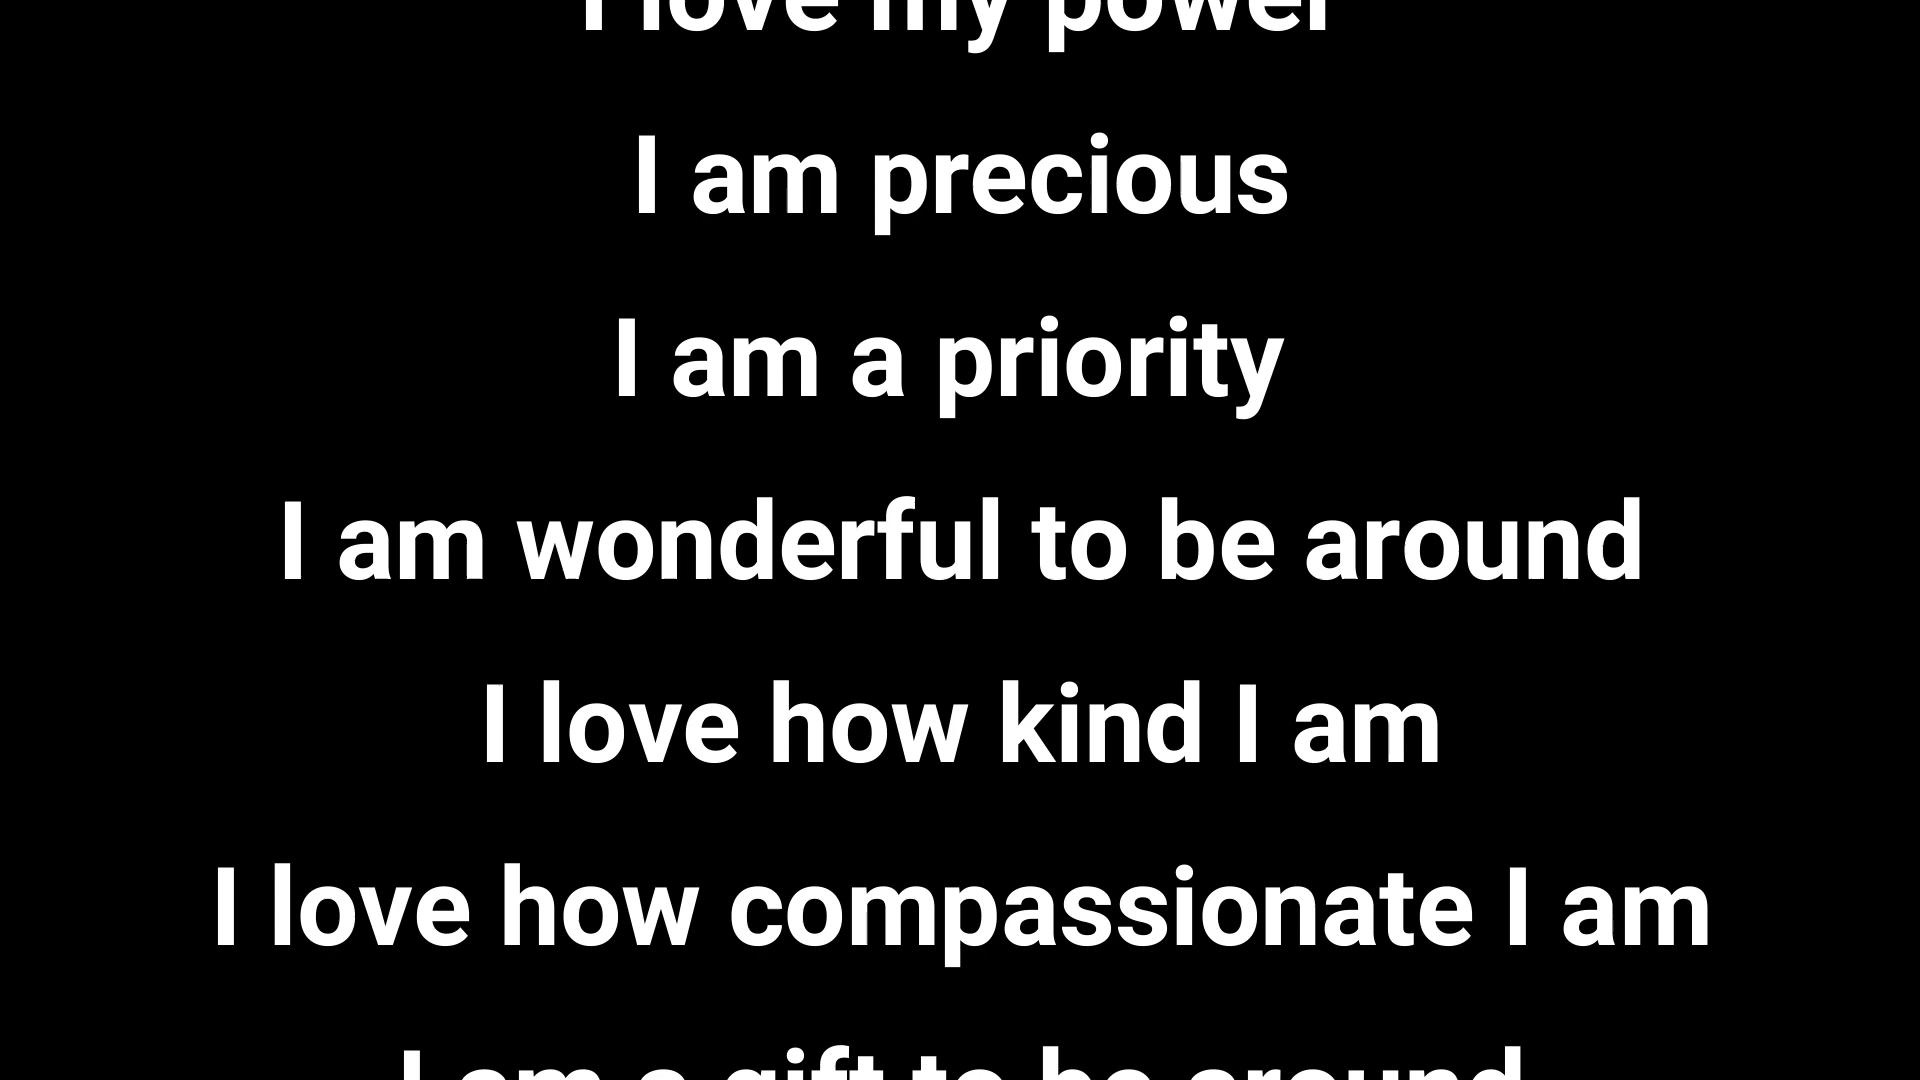 I love my power
I am precious
I am a priority
I am wonderful to be around
I love how kind I am
I love how compassionate I am
I am a gift to be around